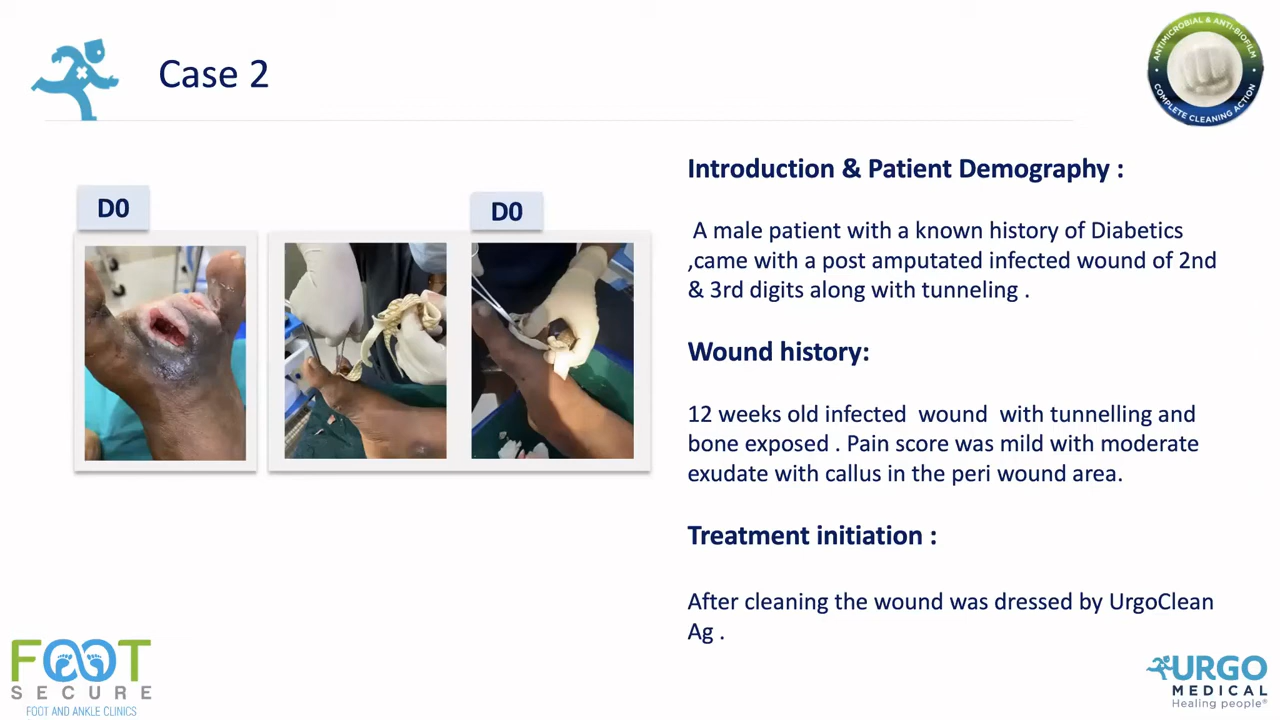 Case 2
ANTIMICROBIAL & ANTI-BIOFILM
• COMPLETE CLEANING ACTION •
D0
D0
Introduction & Patient Demography :
A male patient with a known history of Diabetics
,came with a post amputated infected wound of 2nd
& 3rd digits along with tunneling .
Wound history:
12 weeks old infected wound with tunnelling and
bone exposed . Pain score was mild with moderate
exudate with callus in the peri wound area.
Treatment initiation :
After cleaning the wound was dressed by UrgoClean
Ag .
FOOT
SECURE
FOOT AND ANKLE CLINICS
URGO
MEDICAL
Healing people®